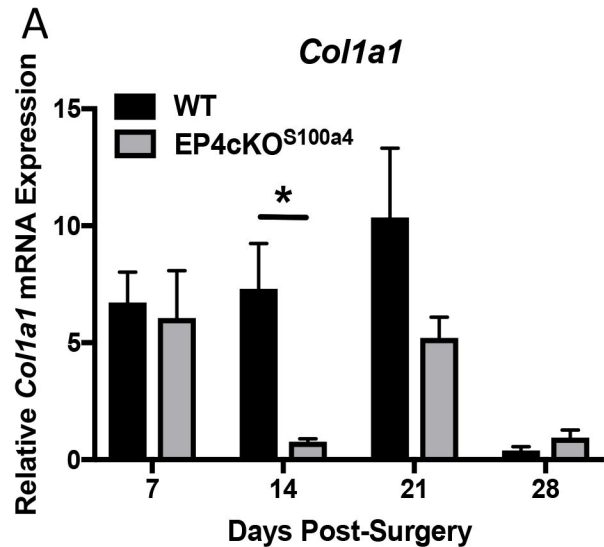 A
Col1a1
WT
EP4cKO^S100a4
Relative Col1a1 mRNA Expression
15
10
5
0
*
7 14 21 28
Days Post-Surgery